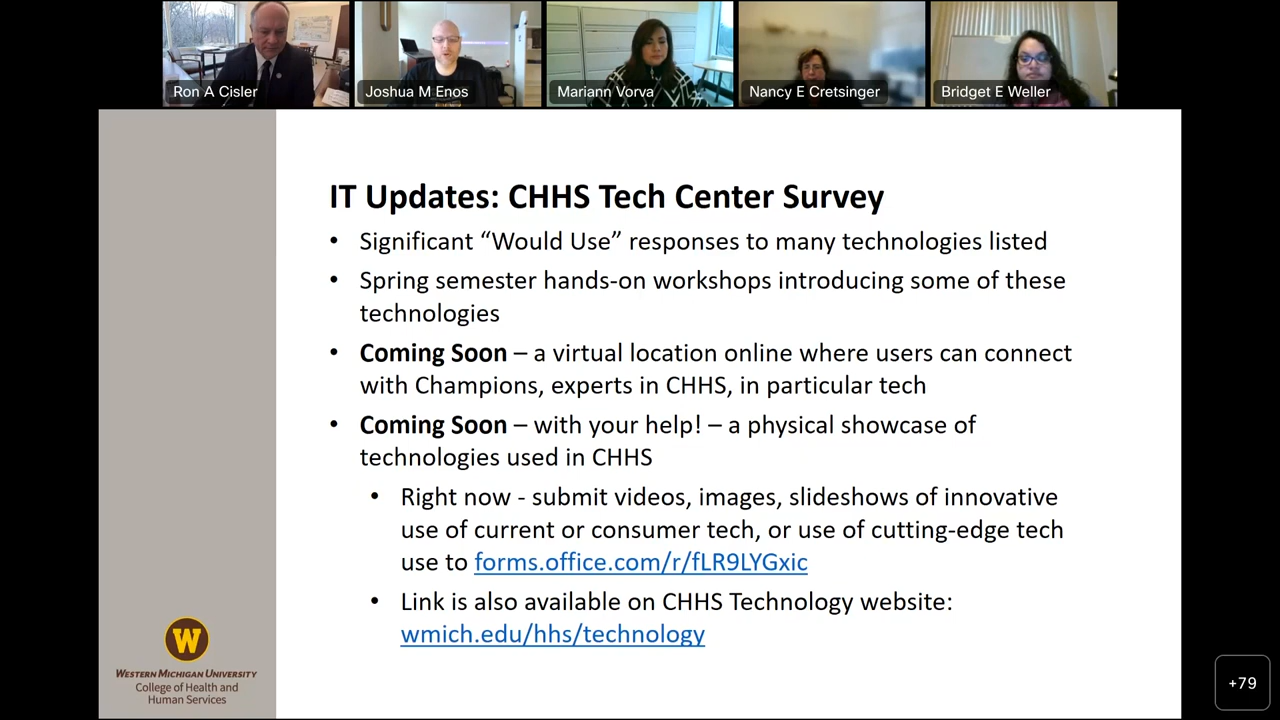 Ron A Cisler
Joshua M Enos
Mariann Vorva
Nancy E Cretsinger
Bridget E Weller
IT Updates: CHHS Tech Center Survey
• Significant “Would Use” responses to many technologies listed
• Spring semester hands-on workshops introducing some of these
technologies
• Coming Soon – a virtual location online where users can connect
with Champions, experts in CHHS, in particular tech
• Coming Soon – with your help! – a physical showcase of
technologies used in CHHS
• Right now - submit videos, images, slideshows of innovative
use of current or consumer tech, or use of cutting-edge tech
use to forms.office.com/r/fLR9LYGxic
• Link is also available on CHHS Technology website:
wmich.edu/hhs/technology
W
WESTERN MICHIGAN UNIVERSITY
College of Health and
Human Services
+79